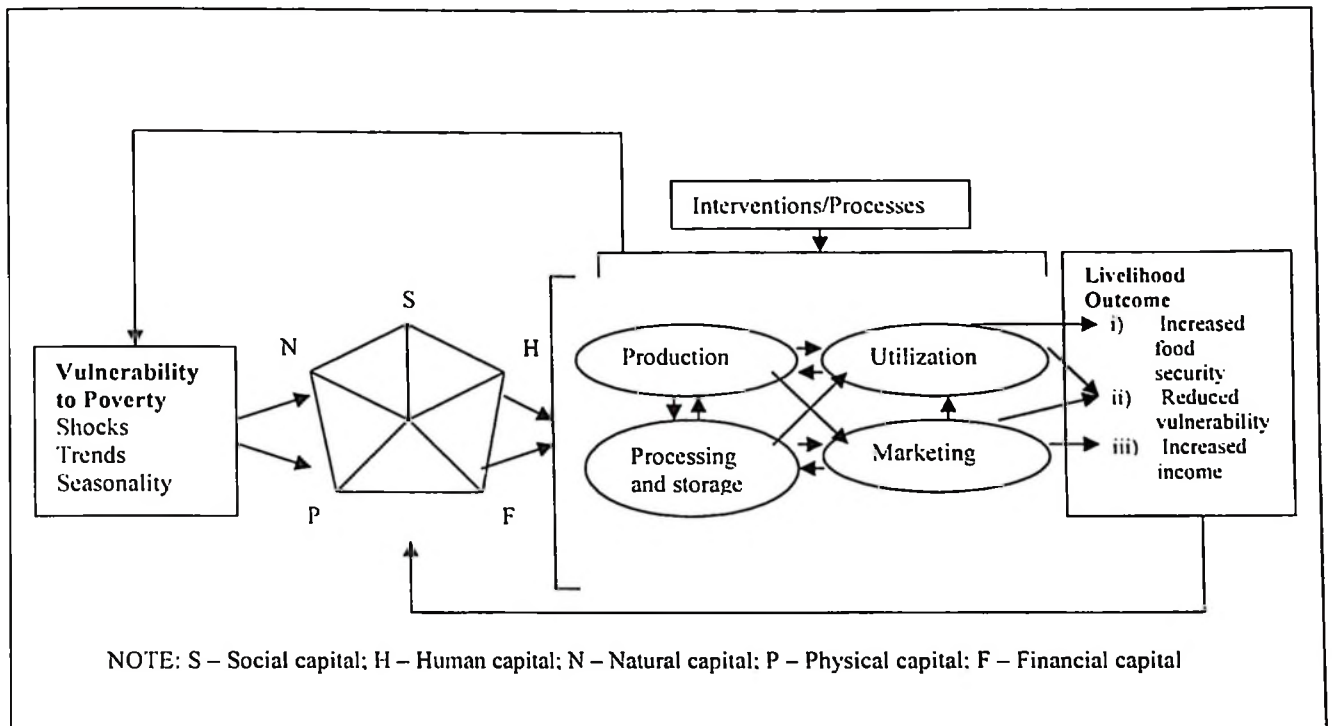 Interventions/Processes
S
N
H
P
F
Vulnerability
to Poverty
Shocks
Trends
Seasonality
Production
Utilization
Processing
and storage
Marketing
Livelihood
Outcome
i) Increased
food
security
ii) Reduced
vulnerability
iii) Increased
income
NOTE: S – Social capital; H – Human capital; N – Natural capital; P – Physical capital; F – Financial capital